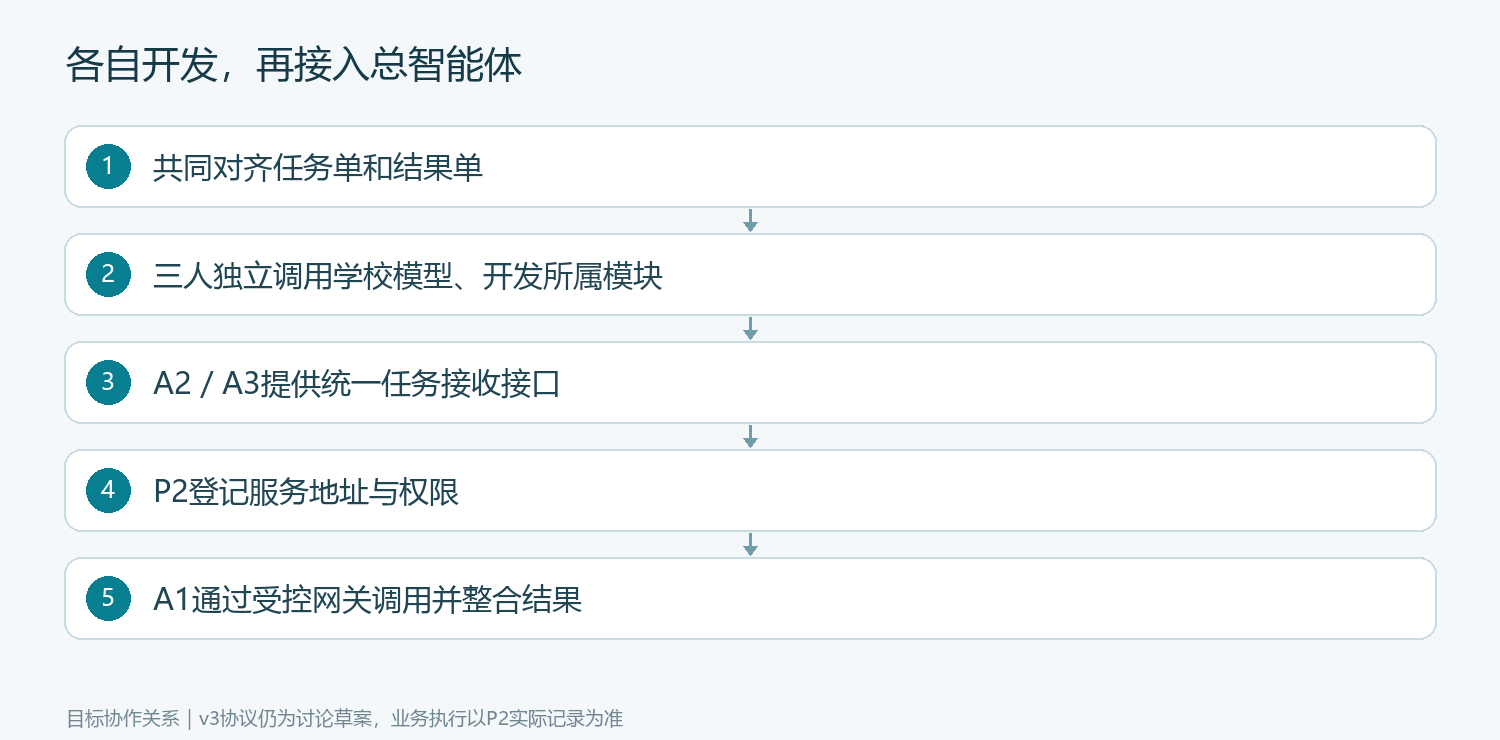 各自开发，再接入总智能体
1 共同对齐任务单和结果单
2 三人独立调用学校模型、开发所属模块
3 A2 / A3提供统一任务接收接口
4 P2登记服务地址与权限
5 A1通过受控网关调用并整合结果
目标协作关系 | v3协议仍为讨论草案，业务执行以P2实际记录为准